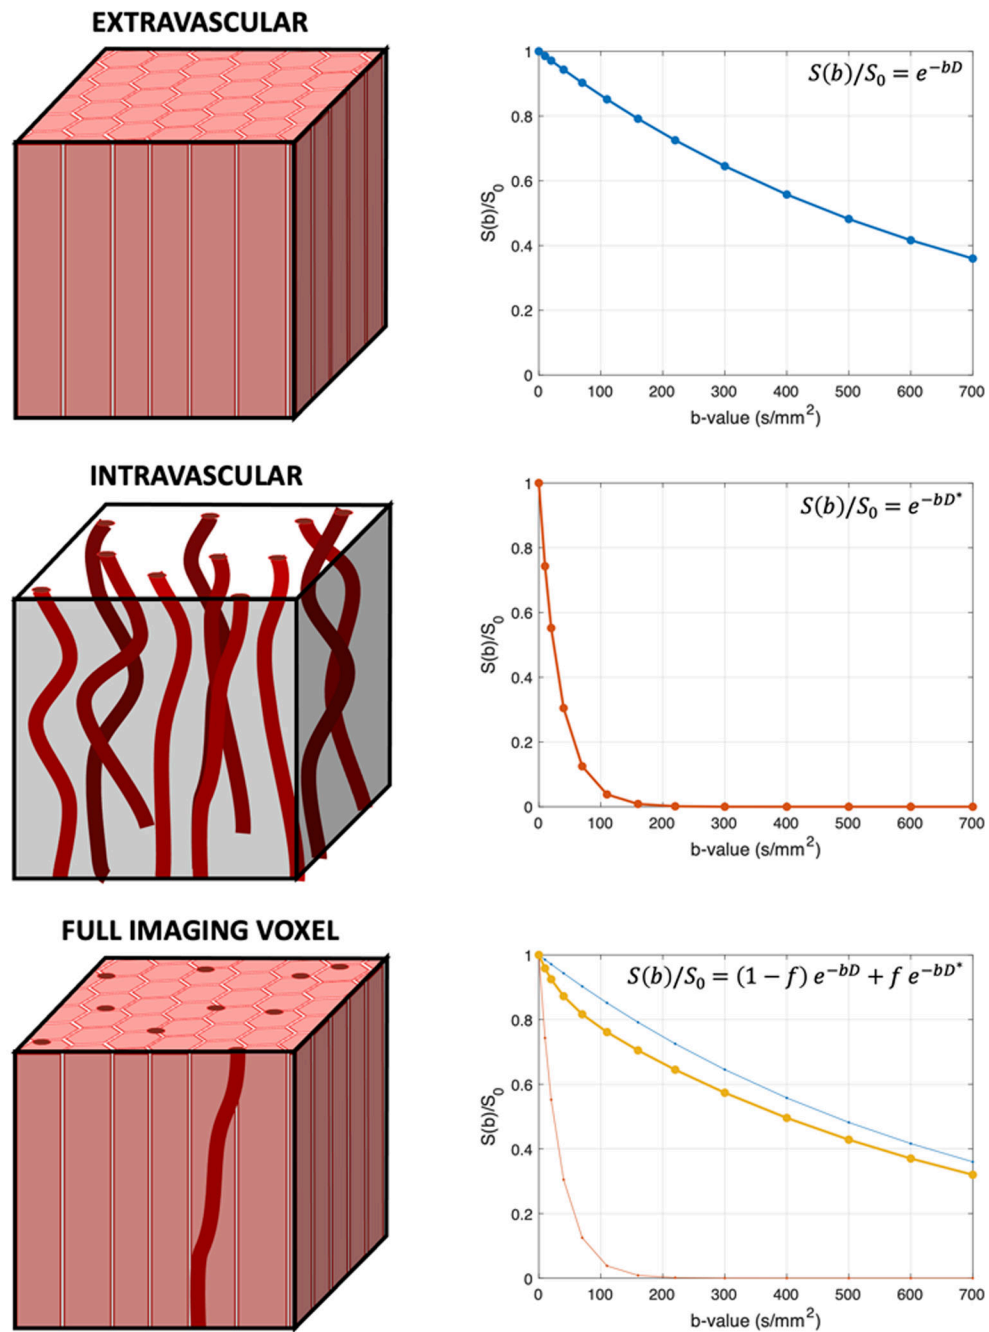 EXTRAVASCULAR
S(b)/S₀ = e^{-bD}
1
0.8
0.6
0.4
0.2
0
S(b)/S₀
0 100 200 300 400 500 600 700
b-value (s/mm²)
INTRAVASCULAR
S(b)/S₀ = e^{-bD*}
1
0.8
0.6
0.4
0.2
0
S(b)/S₀
0 100 200 300 400 500 600 700
b-value (s/mm²)
FULL IMAGING VOXEL
S(b)/S₀ = (1 − f) e^{-bD} + f e^{-bD*}
1
0.8
0.6
0.4
0.2
0
S(b)/S₀
0 100 200 300 400 500 600 700
b-value (s/mm²)